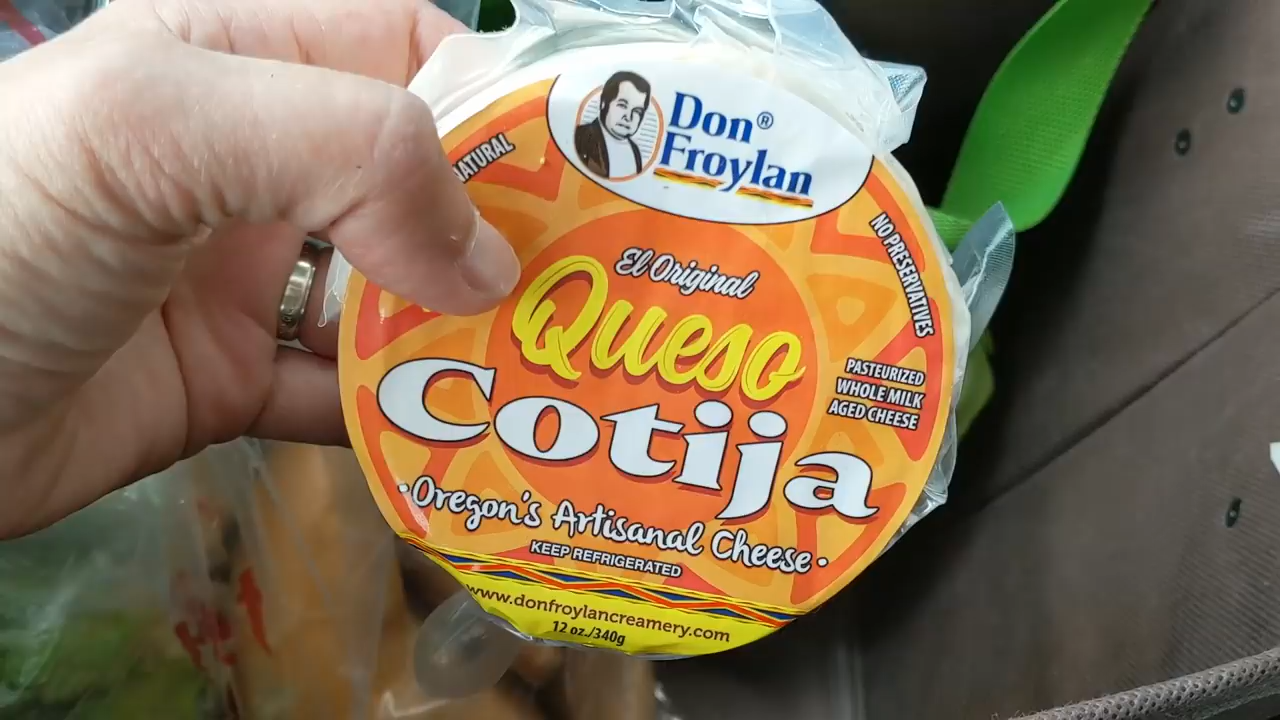 Don®
Froylan
NATURAL
NO PRESERVATIVES
El Original
Queso
Cotija
PASTEURIZED
WHOLE MILK
AGED CHEESE
•Oregon's Artisanal Cheese•
KEEP REFRIGERATED
www.donfroylancreamery.com
12 oz./340g